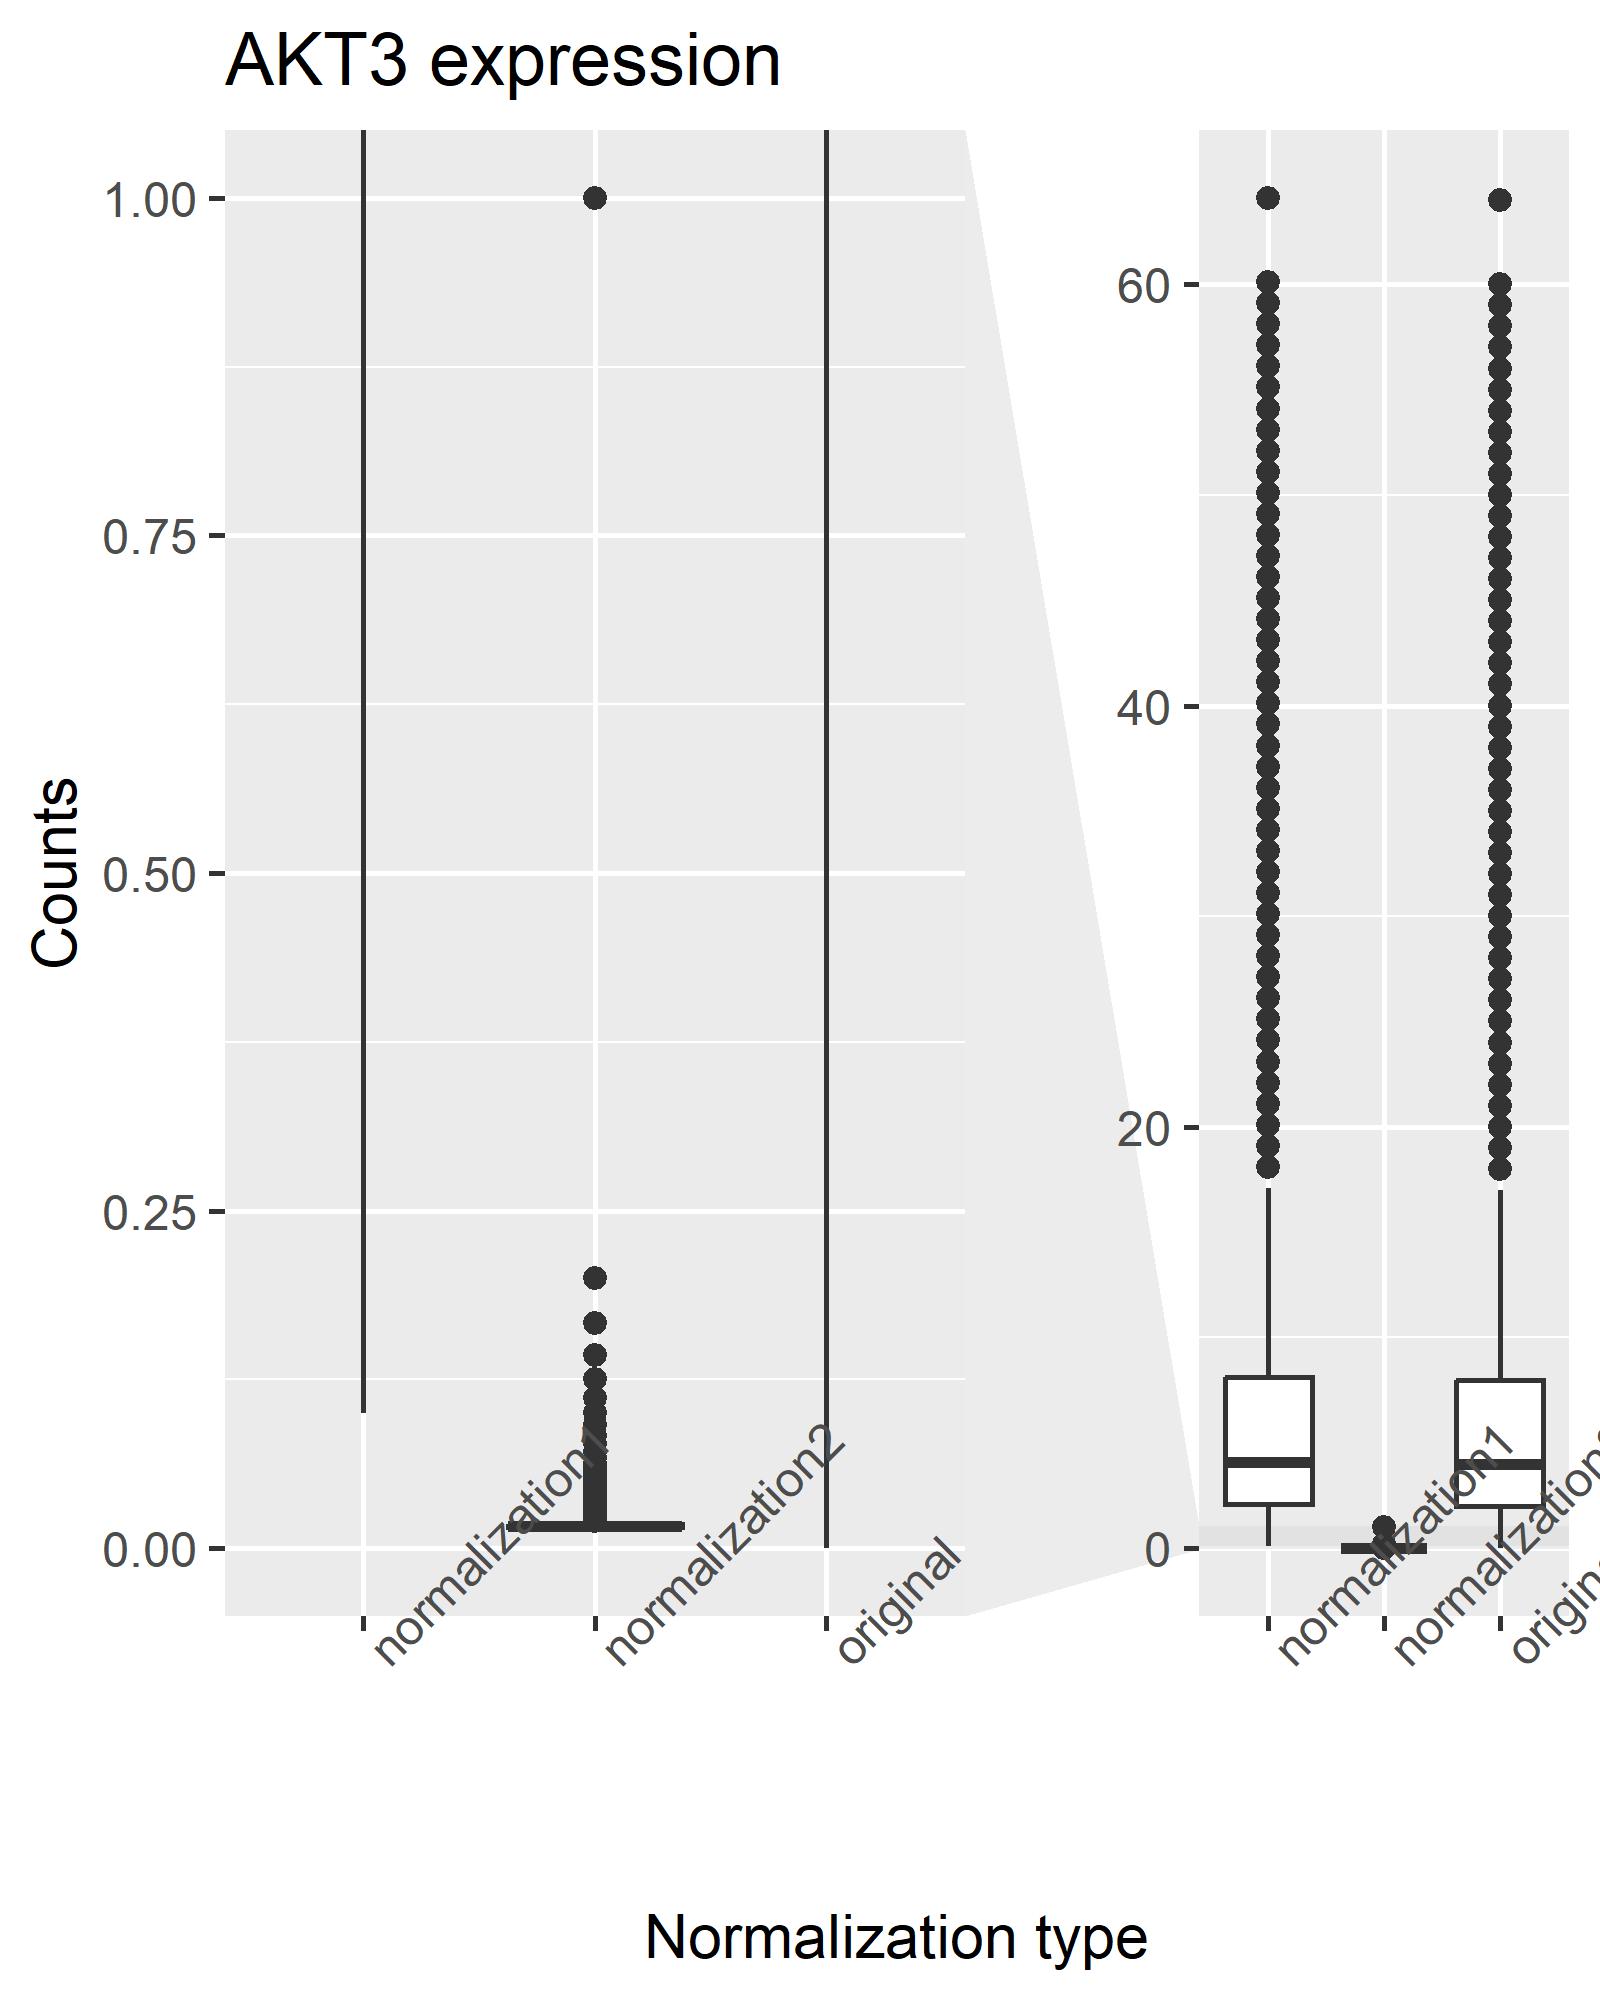 AKT3 expression
Counts
1.00
0.75
0.50
0.25
0.00
normalization1
normalization2
original
60
40
20
0
normalization1
Normalization type